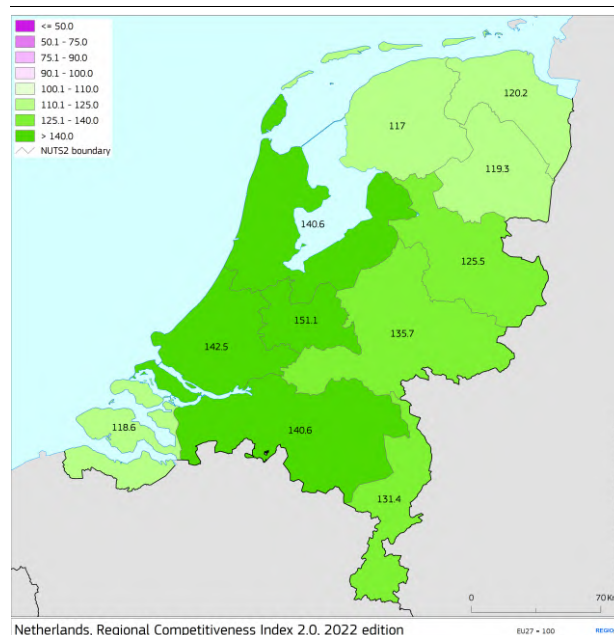 <= 50.0
50.1 - 75.0
75.1 - 90.0
90.1 - 100.0
100.1 - 110.0
110.1 - 125.0
125.1 - 140.0
> 140.0
NUTS2 boundary
120.2
117
119.3
140.6
125.5
151.1
142.5
135.7
118.6
140.6
131.4
0 70 Km
Netherlands, Regional Competitiveness Index 2.0, 2022 edition
EU27 = 100
REGIO